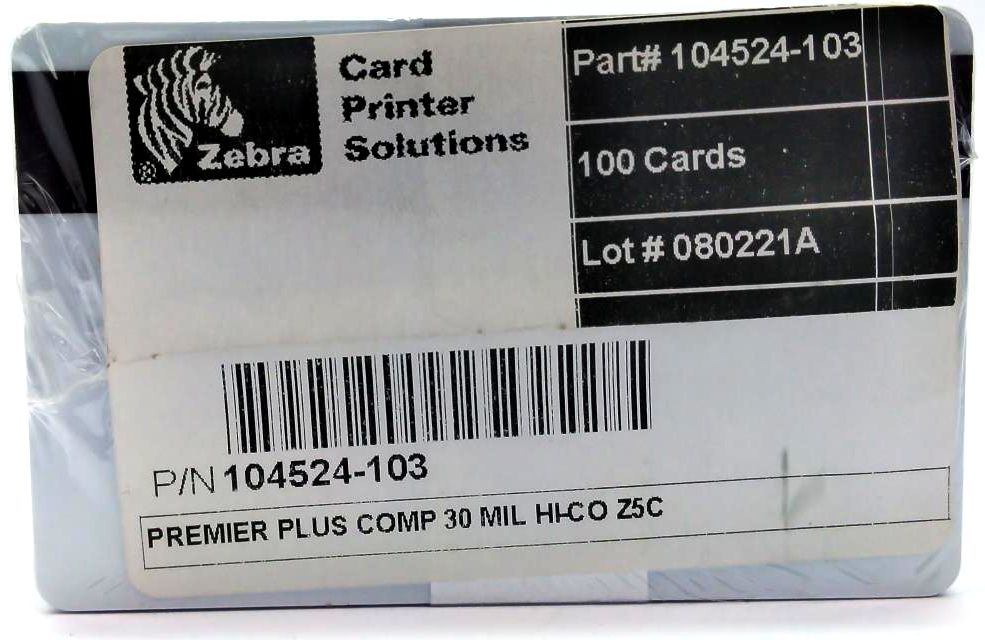 Zebra
®
Card
Printer
Solutions
Part# 104524-103
100 Cards
Lot # 080221A
P/N 104524-103
PREMIER PLUS COMP 30 MIL HI-CO Z5C